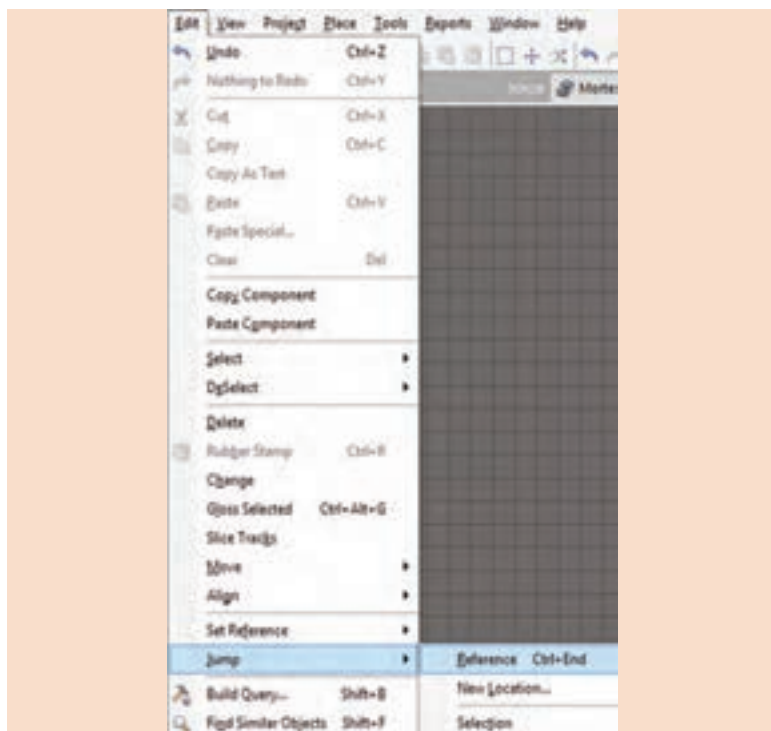 Edit View Project Place Tools Reports Window Help
Undo Ctrl+Z
Nothing to Redo Ctrl+Y
Cut Ctrl+X
Copy Ctrl+C
Copy As Text
Paste Ctrl+V
Paste Special...
Clear Del
Copy Component
Paste Component
Select
DeSelect
Delete
Rubber Stamp Ctrl+R
Change
Gloss Selected Ctrl+Alt+G
Slice Tracks
Move
Align
Set Reference
Jump
Reference Ctrl+End
Build Query... Shift+B
New Location...
Find Similar Objects Shift+F
Selection